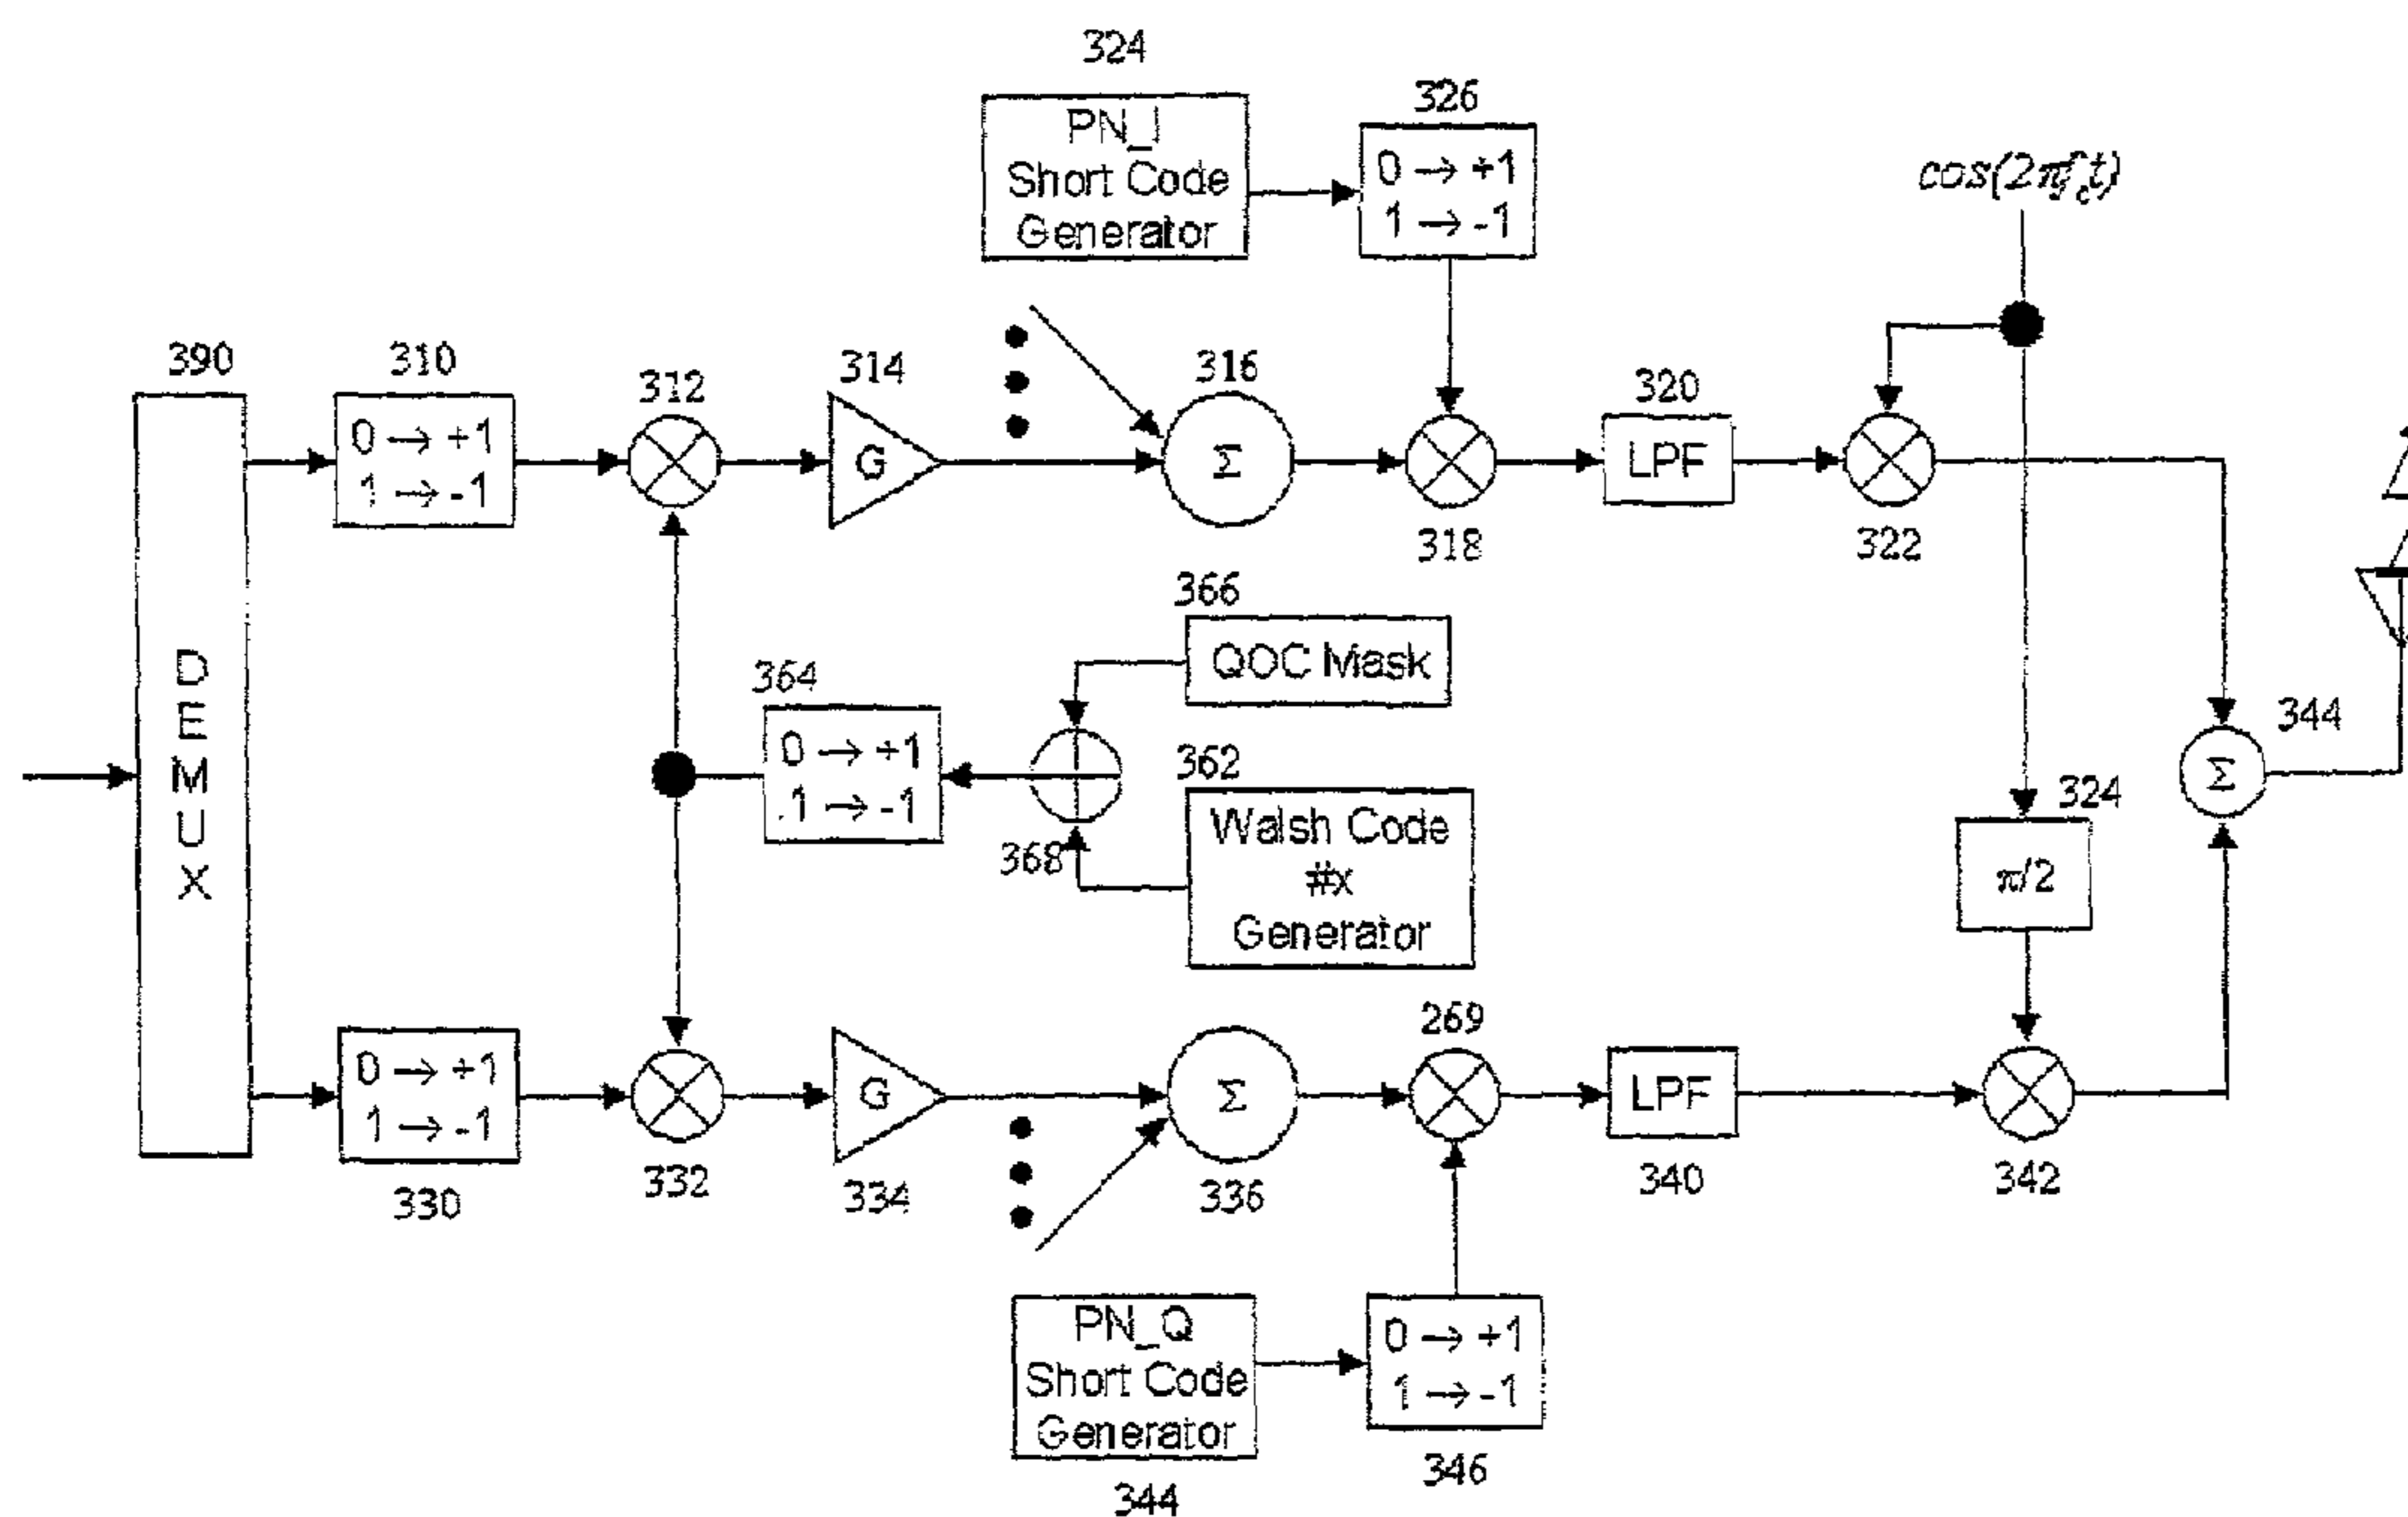 324
PN_I
Short Code
Generator
326
0 → +1
1 → -1
cos(2πf_c t)
390
DEMUX
310
0 → +1
1 → -1
312
314
G
316
Σ
318
320
LPF
322
366
QOC Mask
364
0 → +1
1 → -1
368
362
Walsh Code
#x
Generator
344
Σ
324
π/2
330
0 → +1
1 → -1
332
334
G
336
Σ
269
340
LPF
342
PN_Q
Short Code
Generator
344
346
0 → +1
1 → -1